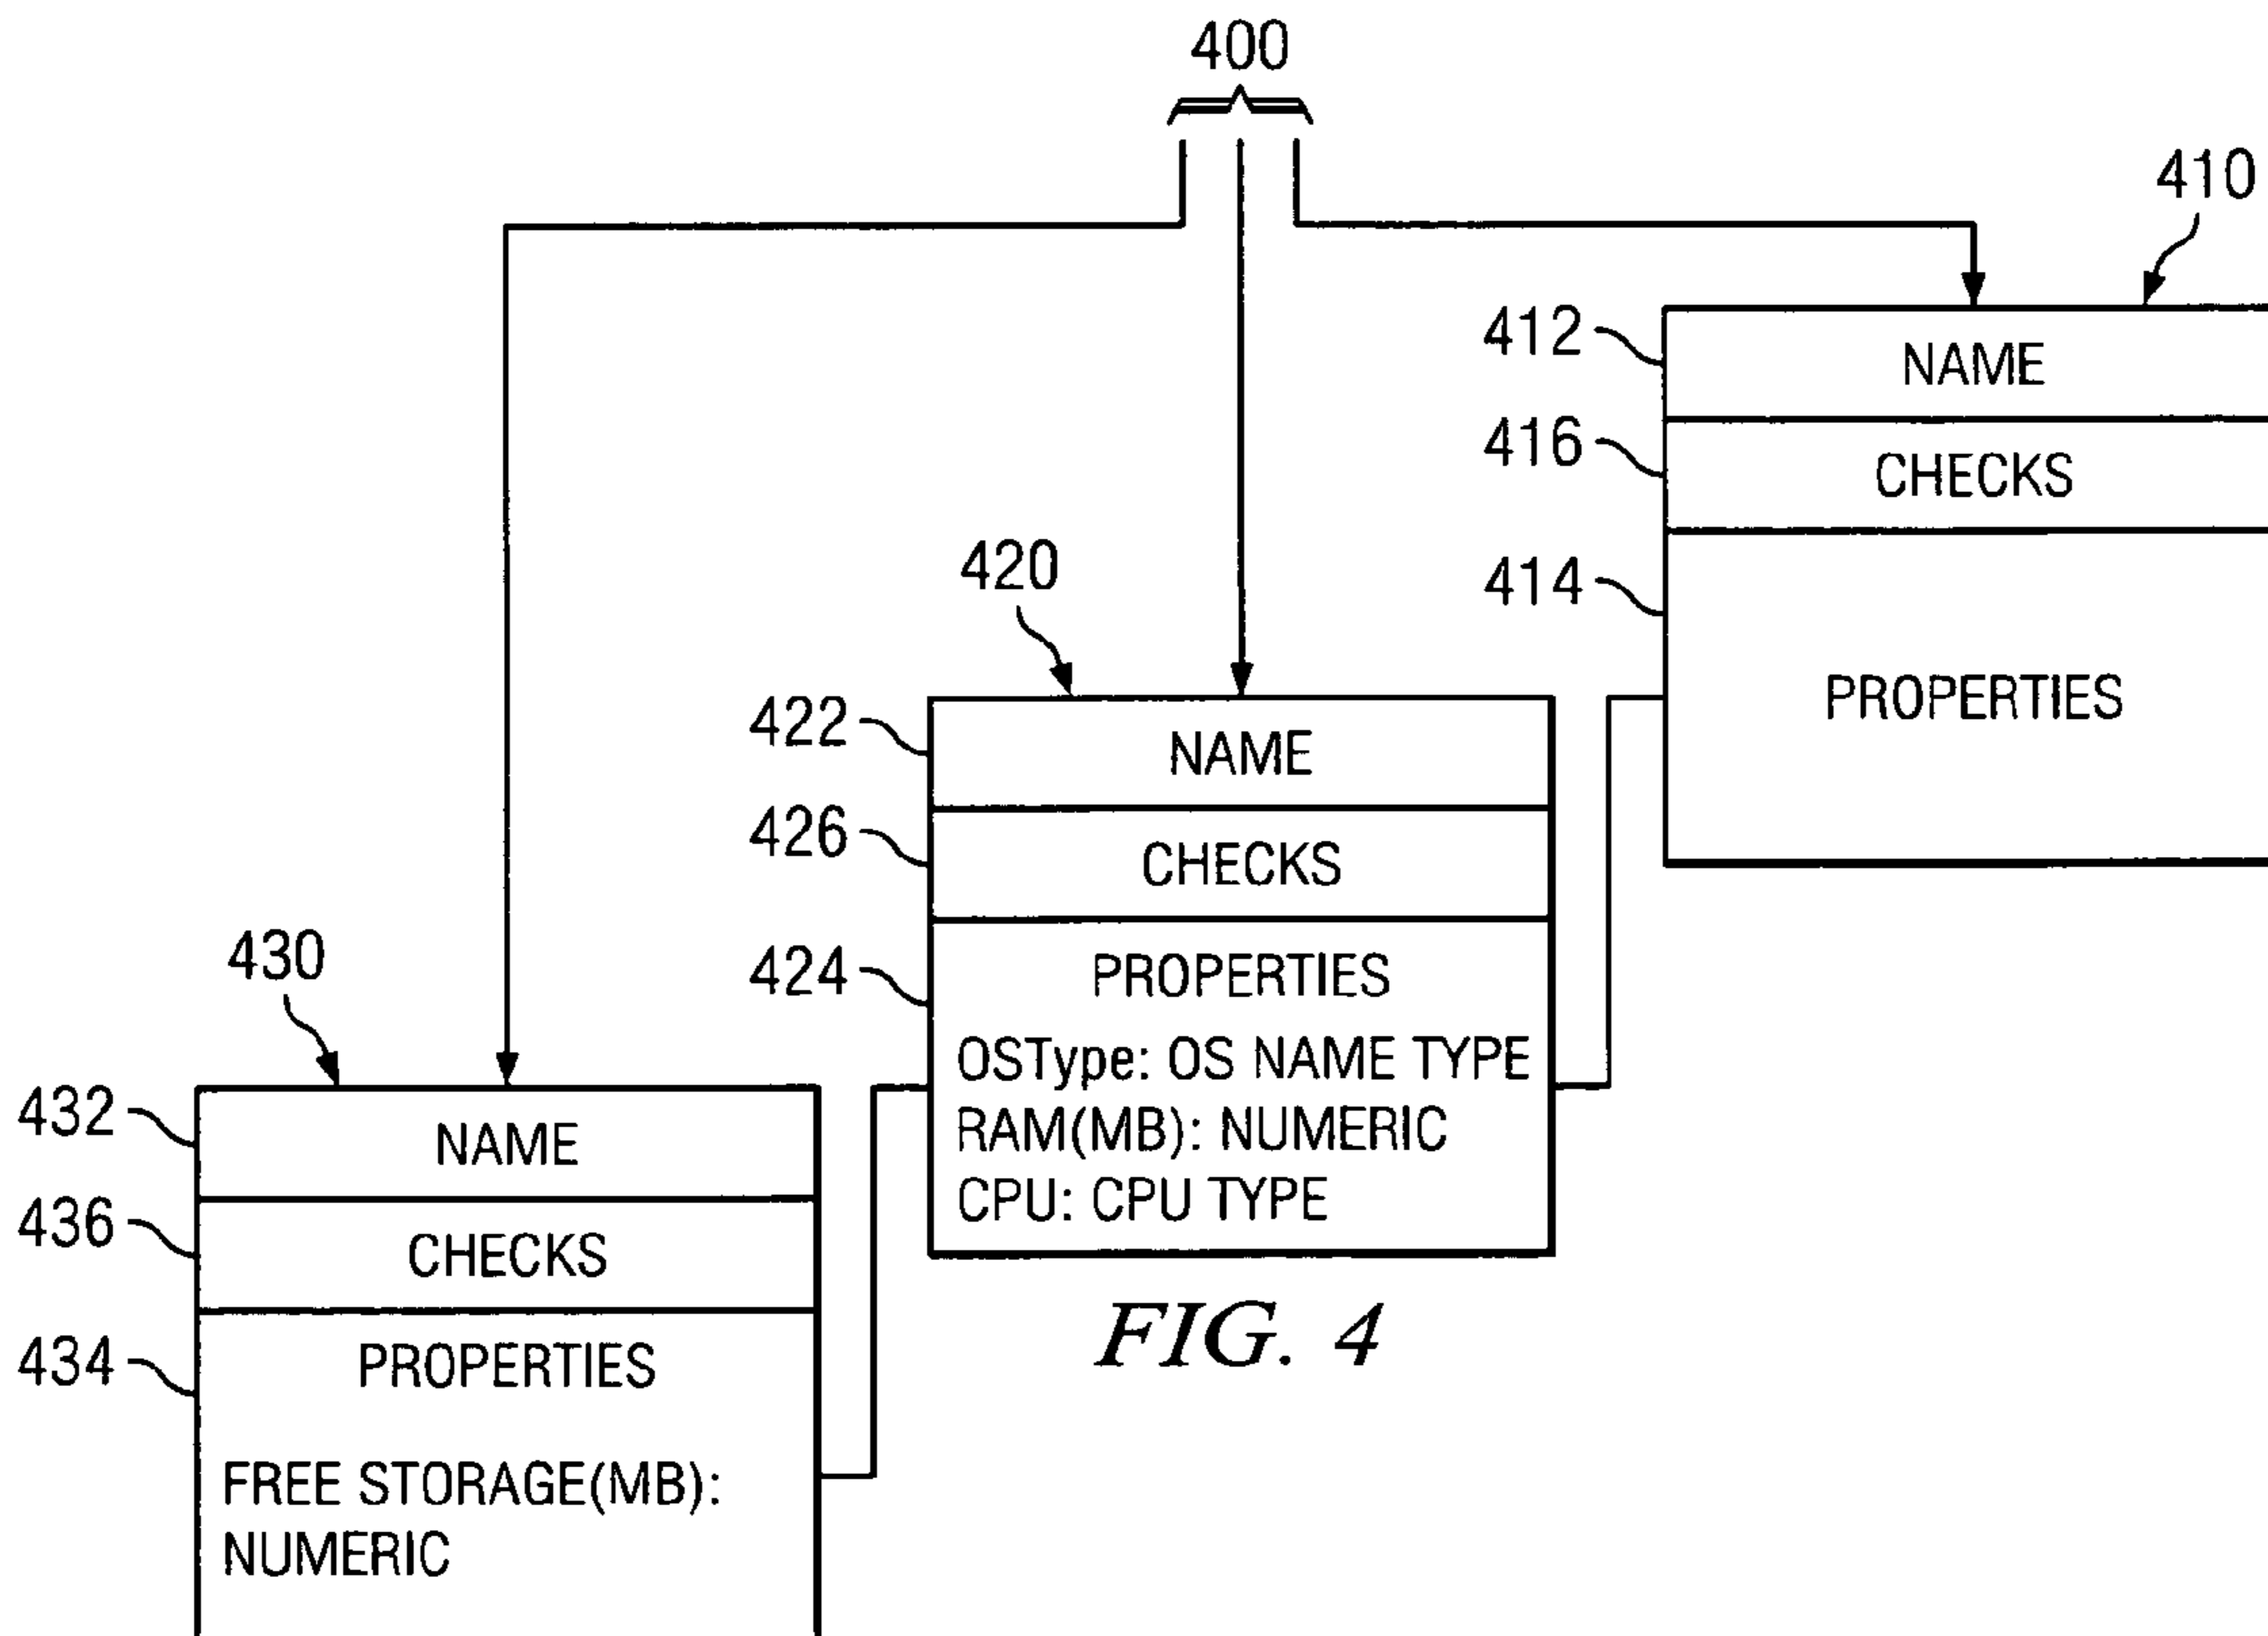 400
410
412
NAME
416
CHECKS
414
PROPERTIES
420
422
NAME
426
CHECKS
424
PROPERTIES
OSType: OS NAME TYPE
RAM(MB): NUMERIC
CPU: CPU TYPE
430
432
NAME
436
CHECKS
434
PROPERTIES
FREE STORAGE(MB):
NUMERIC
FIG. 4